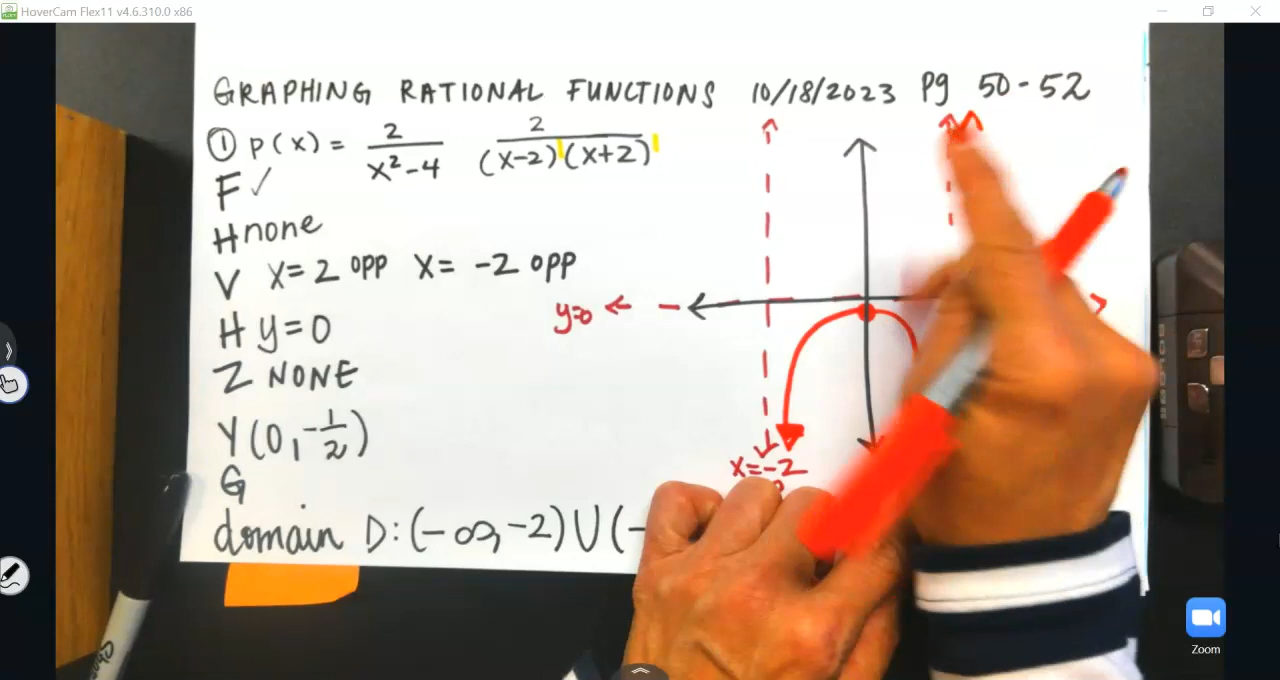 HoverCam Flex11 v4.6.310.0 x86
GRAPHING RATIONAL FUNCTIONS 10/18/2023 Pg 50-52
① p(x) = 2/(x²-4) 2/((x-2)(x+2))
F ✓
H none
V x=2 opp x= -2 opp
H y=0
Z NONE
Y (0, -1/2)
G
domain D: (-∞, -2) U (-
y=0
x=-2
Zoom